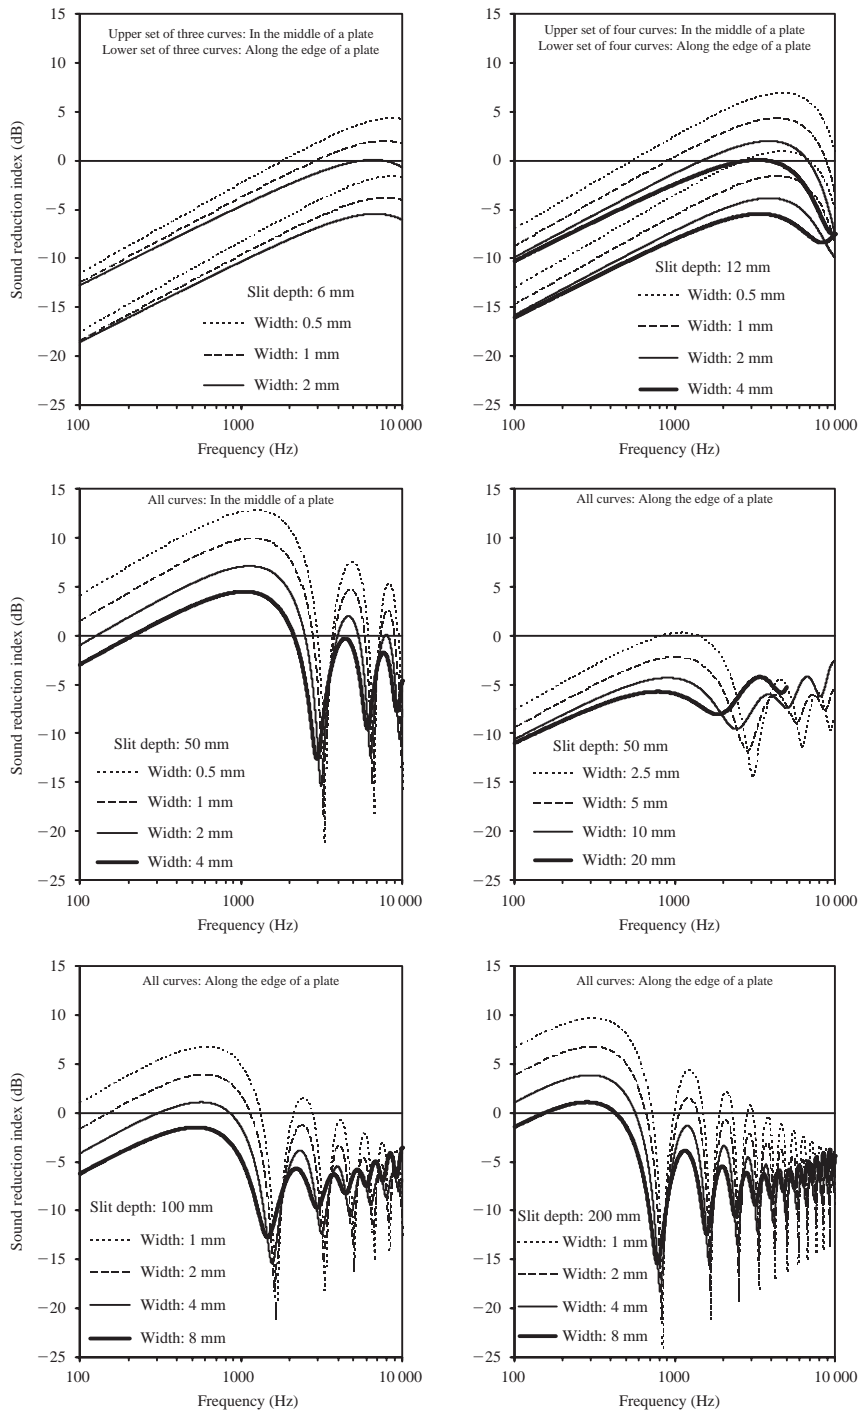 Upper set of three curves: In the middle of a plate
Lower set of three curves: Along the edge of a plate
Sound reduction index (dB)
15
10
5
0
−5
−10
−15
−20
−25
Slit depth: 6 mm
Width: 0.5 mm
Width: 1 mm
Width: 2 mm
100
1000
10 000
Frequency (Hz)
Upper set of four curves: In the middle of a plate
Lower set of four curves: Along the edge of a plate
15
10
5
0
−5
−10
−15
−20
−25
Slit depth: 12 mm
Width: 0.5 mm
Width: 1 mm
Width: 2 mm
Width: 4 mm
100
1000
10 000
Frequency (Hz)
All curves: In the middle of a plate
Sound reduction index (dB)
15
10
5
0
−5
−10
−15
−20
−25
Slit depth: 50 mm
Width: 0.5 mm
Width: 1 mm
Width: 2 mm
Width: 4 mm
100
1000
10 000
Frequency (Hz)
All curves: Along the edge of a plate
15
10
5
0
−5
−10
−15
−20
−25
Slit depth: 50 mm
Width: 2.5 mm
Width: 5 mm
Width: 10 mm
Width: 20 mm
100
1000
10 000
Frequency (Hz)
All curves: Along the edge of a plate
Sound reduction index (dB)
15
10
5
0
−5
−10
−15
−20
−25
Slit depth: 100 mm
Width: 1 mm
Width: 2 mm
Width: 4 mm
Width: 8 mm
100
1000
10 000
Frequency (Hz)
All curves: Along the edge of a plate
15
10
5
0
−5
−10
−15
−20
−25
Slit depth: 200 mm
Width: 1 mm
Width: 2 mm
Width: 4 mm
Width: 8 mm
100
1000
10 000
Frequency (Hz)